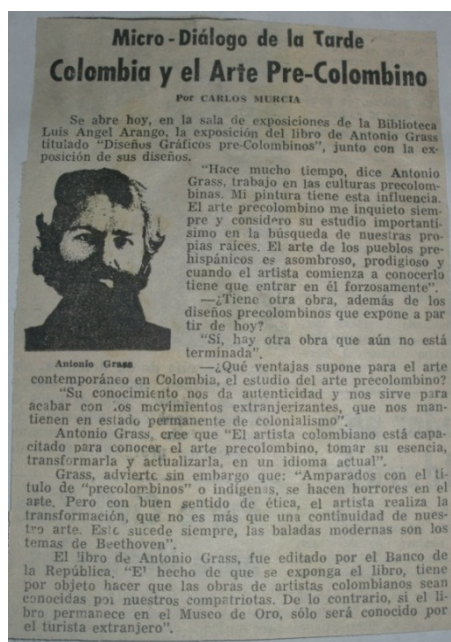 Micro-Diálogo de la Tarde
Colombia y el Arte Pre-Colombino
Por CARLOS MURCIA
Se abre hoy, en la sala de exposiciones de la Biblioteca
Luis Angel Arango, la exposición del libro de Antonio Grass
titulado "Diseños Gráficos pre-Colombinos", junto con la ex-
posición de sus diseños.
"Hace mucho tiempo, dice Antonio
Grass, trabajo en las culturas precolom-
binas. Mi pintura tiene esta influencia.
El arte precolombino me inquieto siem-
pre y considero su estudio importantí-
simo en la búsqueda de nuestras pro-
pias raíces. El arte de los pueblos pre-
hispánicos es asombroso, prodigioso y
cuando el artista comienza a conocerlo
tiene que entrar en él forzosamente".
—¿Tiene otra obra, además de los
diseños precolombinos que expone a par
tir de hoy?
"Sí, hay otra obra que aún no está
terminada".
Antonio Grass
—¿Qué ventajas supone para el arte
contemporáneo en Colombia, el estudio del arte precolombino?
"Su conocimiento nos da autenticidad y nos sirve para
acabar con los movimientos extranjerizantes, que nos man-
tienen en estado permanente de colonialismo".
Antonio Grass, cree que "El artista colombiano está capa-
citado para conocer el arte precolombino, tomar su esencia,
transformarla y actualizarla, en un idioma actual".
Grass, advierte sin embargo que: "Amparados con el tí-
tulo de "precolombinos" o indígenas, se hacen horrores en el
arte. Pero con buen sentido de ética, el artista realiza la
transformación, que no es más que una continuidad de nues-
tro arte. Esto sucede siempre, las baladas modernas son los
temas de Beethoven".
El libro de Antonio Grass, fue editado por el Banco de
la República. "El hecho de que se exponga el libro, tiene
por objeto hacer que las obras de artistas colombianos sean
conocidas por nuestros compatriotas. De lo contrario, si el li-
bro permanece en el Museo de Oro, sólo será conocido por
el turista extranjero".